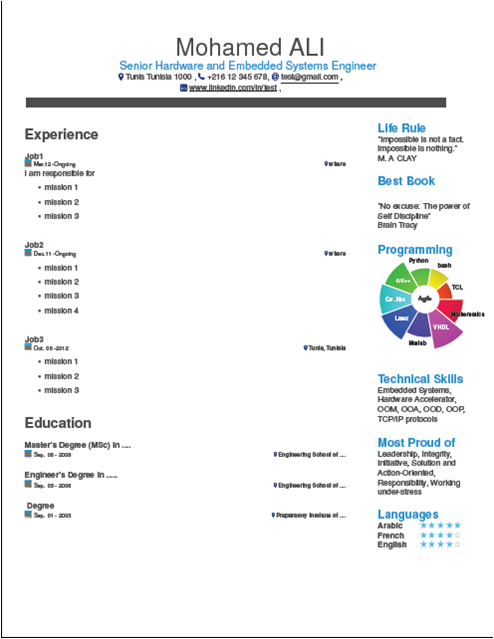 Mohamed ALI
Senior Hardware and Embedded Systems Engineer
Tunis Tunisia 1000 , +216 12 345 678, @ test@gmail.com ,
www.linkedin.com/in/test ,
Experience
Job1
Mar.12 -Ongoing where
I am responsible for
• mission 1
• mission 2
• mission 3
Job2
Dec.11 -Ongoing where
• mission 1
• mission 2
• mission 3
• mission 4
Job3
Oct. 08 -2012 Tunis, Tunisia
• mission 1
• mission 2
• mission 3
Education
Master's Degree (MSc) in ....
Sep. 06 - 2008 Engineering School of ....
Engineer's Degree in .....
Sep. 03 - 2006 Engineering School of ....
Degree
Sep. 01 - 2003 Preparatory Institute of ....
Life Rule
"Impossible is not a fact.
Impossible is nothing."
M. A CLAY
Best Book
"No excuse: The power of
Self Discipline"
Brian Tracy
Programming
Python
bash
C/C++
TCL
C# .Net
Agile
Mathematica
Latex
VHDL
Matlab
Technical Skills
Embedded Systems,
Hardware Accelerator,
OOM, OOA, OOD, OOP,
TCP/IP protocols
Most Proud of
Leadership, Integrity,
Initiative, Solution and
Action-Oriented,
Responsibility, Working
under-stress
Languages
Arabic
French
English